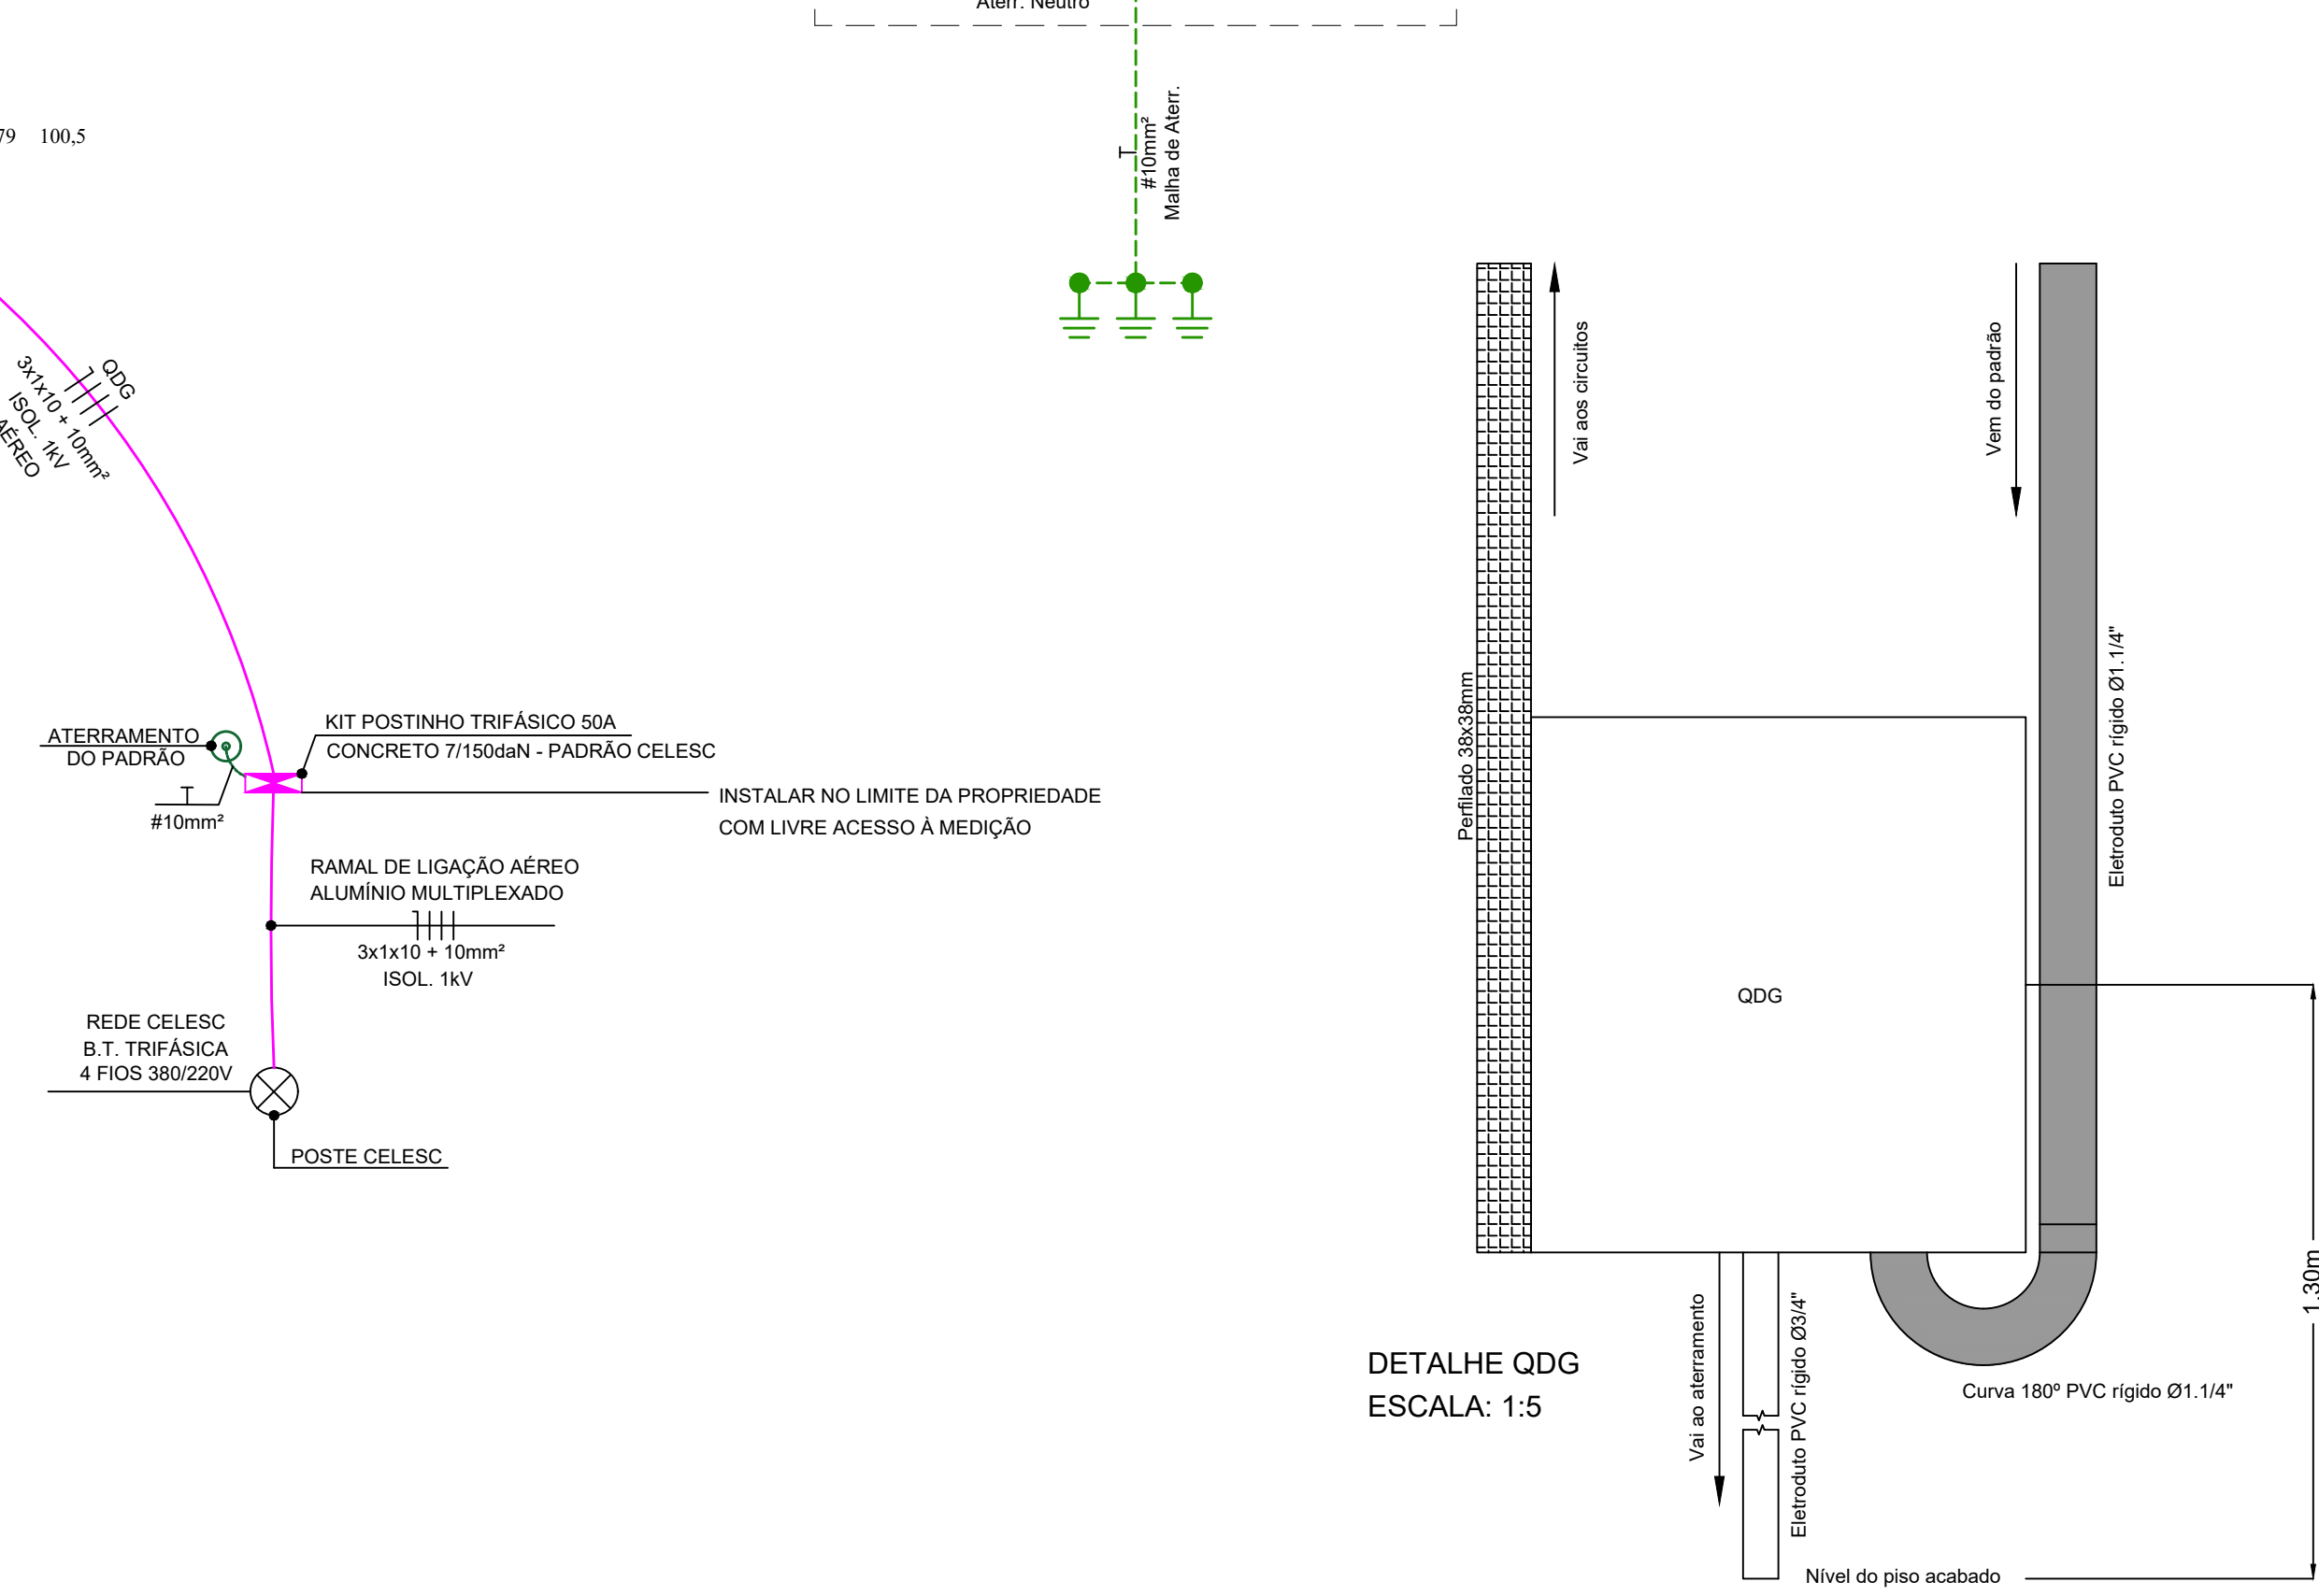 Aterr. Neutro
#10mm²
Malha de Aterr.
79 100,5
QDG
3x1x10 + 10mm²
ISOL. 1kV
AÉREO
ATERRAMENTO
DO PADRÃO
#10mm²
KIT POSTINHO TRIFÁSICO 50A
CONCRETO 7/150daN - PADRÃO CELESC
INSTALAR NO LIMITE DA PROPRIEDADE
COM LIVRE ACESSO À MEDIÇÃO
RAMAL DE LIGAÇÃO AÉREO
ALUMÍNIO MULTIPLEXADO
3x1x10 + 10mm²
ISOL. 1kV
REDE CELESC
B.T. TRIFÁSICA
4 FIOS 380/220V
POSTE CELESC
Vai aos circuitos
Vem do padrão
Perfilado 38x38mm
Eletroduto PVC rígido Ø1.1/4"
QDG
1.30m
DETALHE QDG
ESCALA: 1:5
Vai ao aterramento
Eletroduto PVC rígido Ø3/4"
Curva 180º PVC rígido Ø1.1/4"
Nível do piso acabado